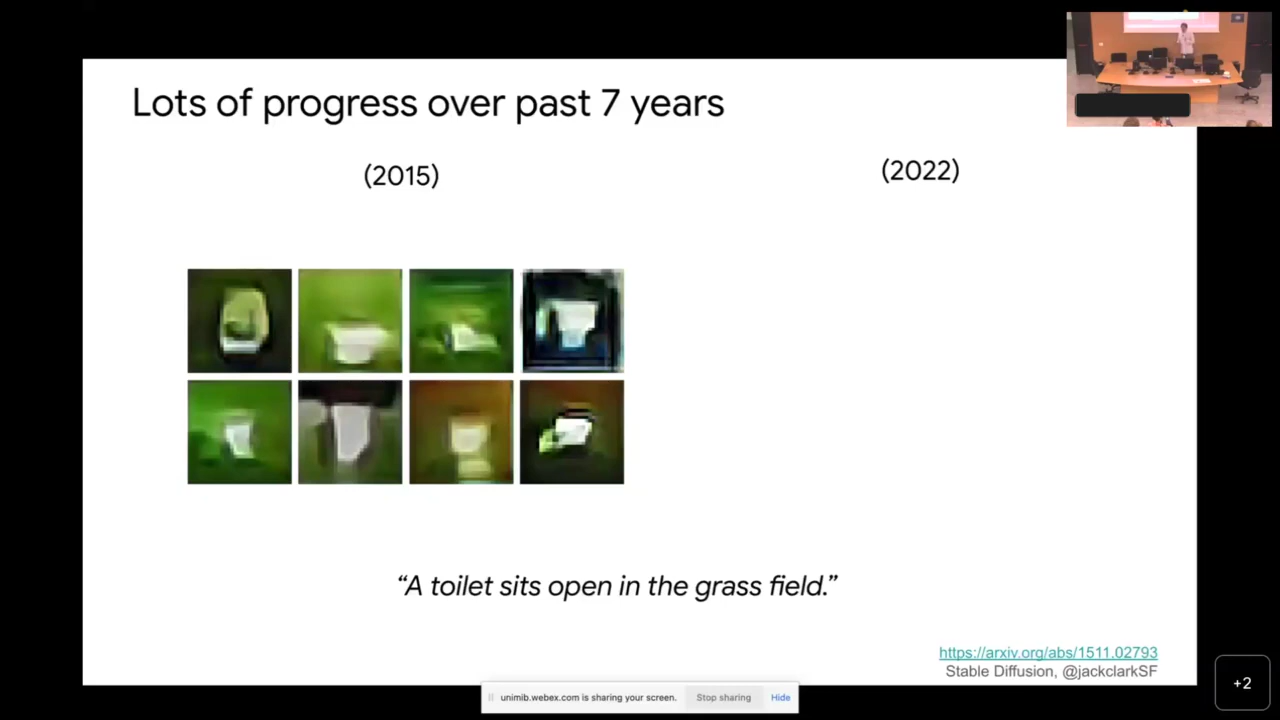 Lots of progress over past 7 years
(2015)
(2022)
“A toilet sits open in the grass field.”
https://arxiv.org/abs/1511.02793
Stable Diffusion, @jackclarkSF
unimib.webex.com is sharing your screen.
Stop sharing
Hide
+2